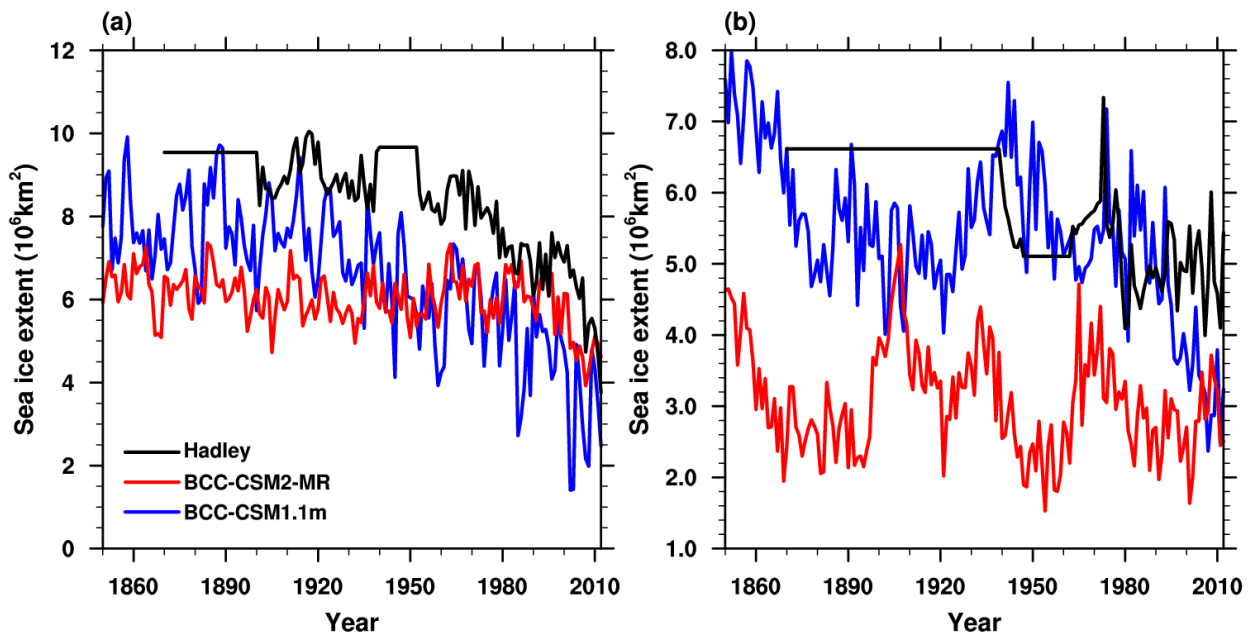 (a)
Sea ice extent (10⁶km²)
12
10
8
6
4
2
0
Hadley
BCC-CSM2-MR
BCC-CSM1.1m
1860 1890 1920 1950 1980 2010
Year
(b)
Sea ice extent (10⁶km²)
8.0
7.0
6.0
5.0
4.0
3.0
2.0
1.0
1860 1890 1920 1950 1980 2010
Year